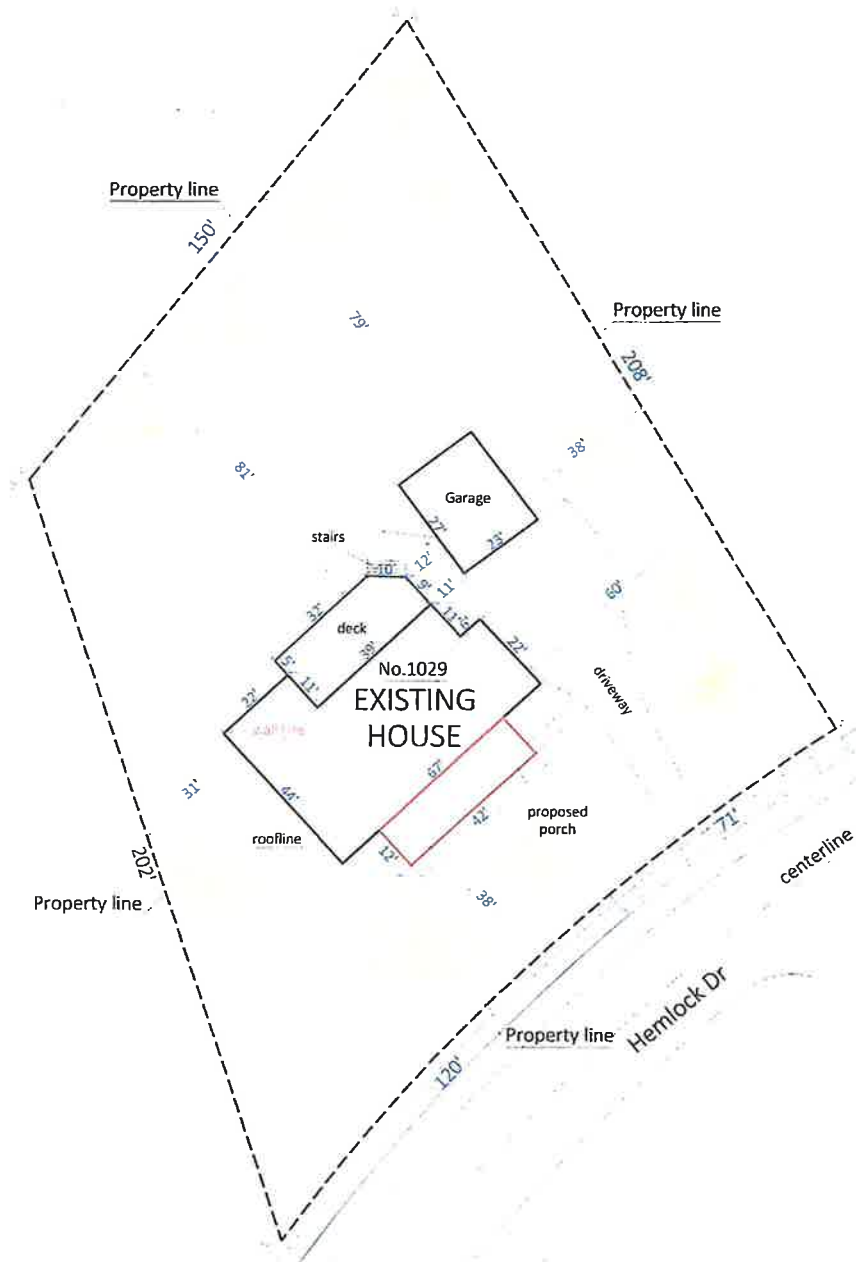 Property line
150'
79'
Property line
208'
81'
38'
Garage
27'
23'
stairs
12'
10'
9'
11'
60'
32'
11'
deck
22'
39'
5'
11'
No.1029
22'
EXISTING
HOUSE
driveway
67'
31'
44'
42'
proposed
porch
71'
roofline
12'
centerline
202'
38'
Property line
Hemlock Dr
Property line
120'